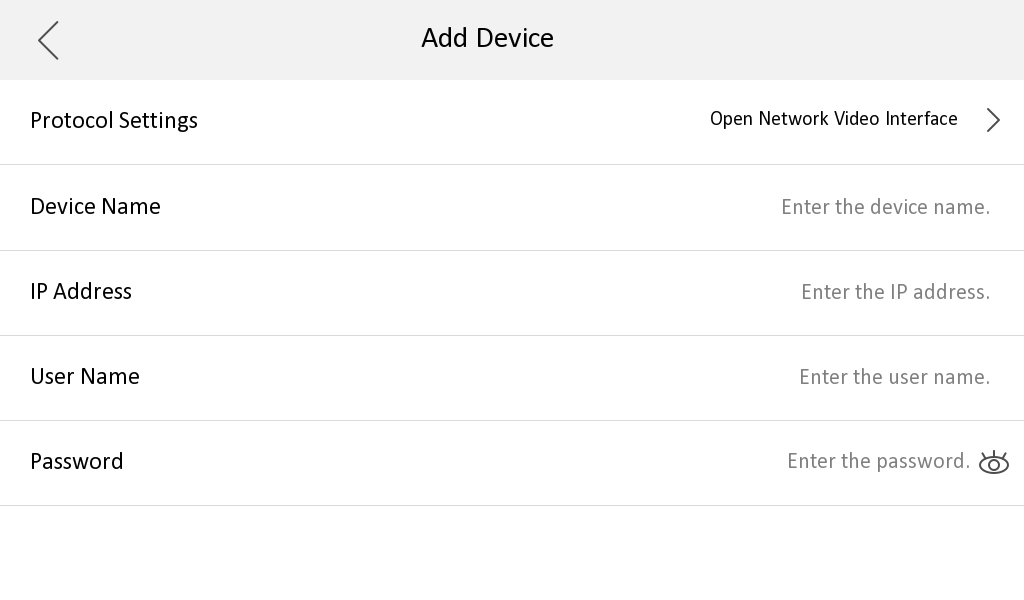 Add Device
Protocol Settings Open Network Video Interface
Device Name Enter the device name.
IP Address Enter the IP address.
User Name Enter the user name.
Password Enter the password.